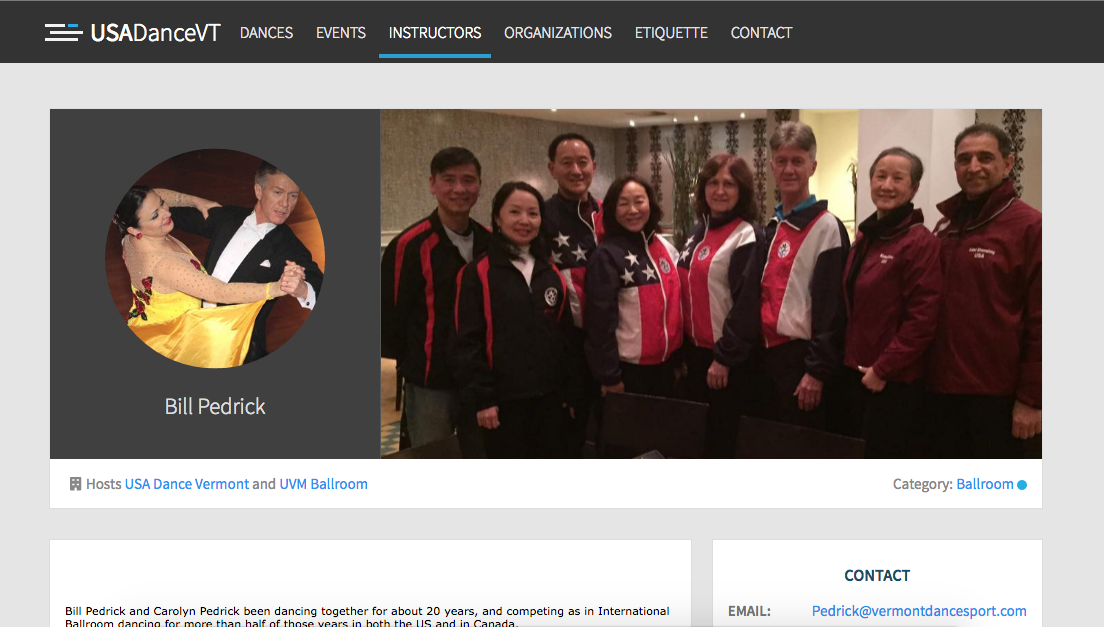 USADanceVT DANCES EVENTS INSTRUCTORS ORGANIZATIONS ETIQUETTE CONTACT
Bill Pedrick
Hosts USA Dance Vermont and UVM Ballroom
Category: Ballroom
Bill Pedrick and Carolyn Pedrick been dancing together for about 20 years, and competing as in International
Ballroom dancing for more than half of those years in both the US and in Canada.
CONTACT
EMAIL: Pedrick@vermontdancesport.com